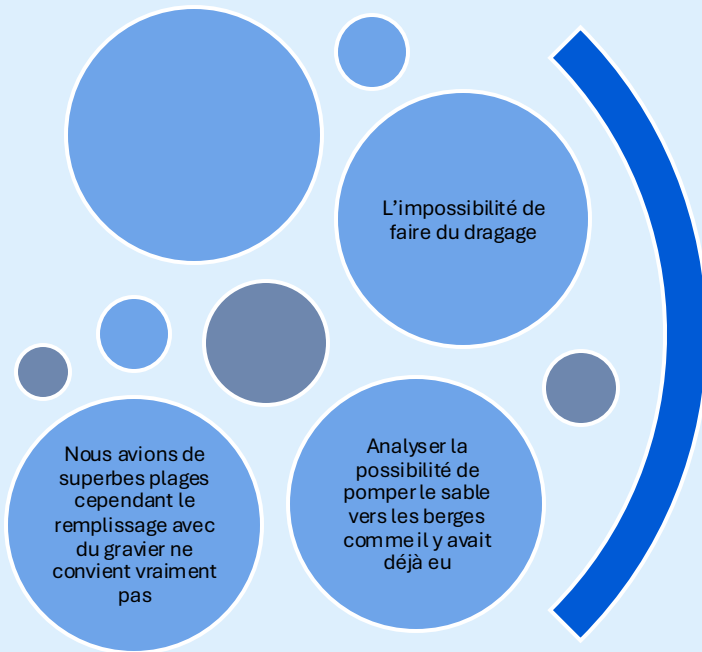 L'impossibilité de
faire du dragage
Nous avions de
superbes plages
cependant le
remplissage avec
du gravier ne
convient vraiment
pas
Analyser la
possibilité de
pomper le sable
vers les berges
comme il y avait
déjà eu